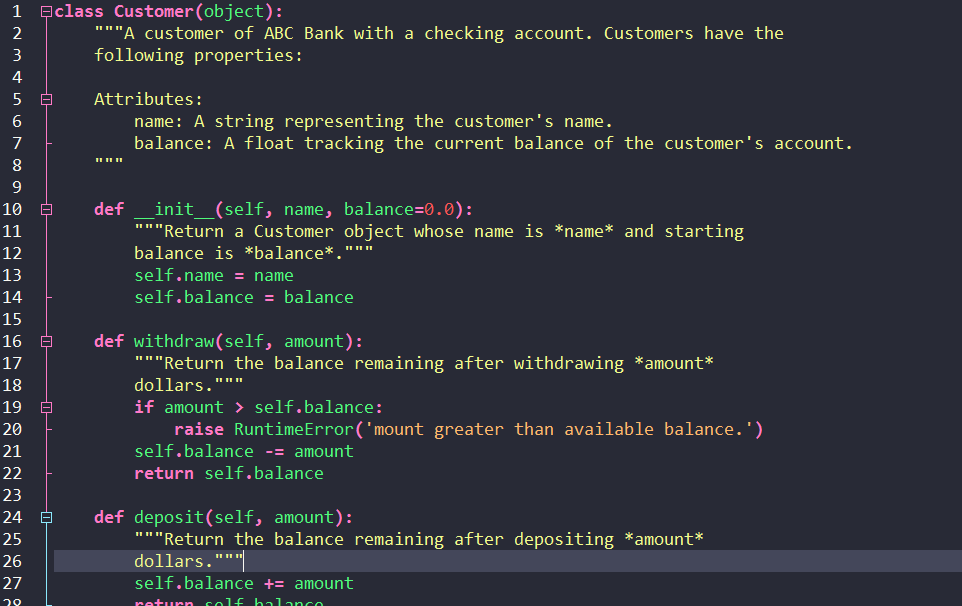 1 class Customer(object):
2     """A customer of ABC Bank with a checking account. Customers have the
3     following properties:
4
5     Attributes:
6         name: A string representing the customer's name.
7         balance: A float tracking the current balance of the customer's account.
8     """
9
10     def __init__(self, name, balance=0.0):
11         """Return a Customer object whose name is *name* and starting
12         balance is *balance*."""
13         self.name = name
14         self.balance = balance
15
16     def withdraw(self, amount):
17         """Return the balance remaining after withdrawing *amount*
18         dollars."""
19         if amount > self.balance:
20             raise RuntimeError('mount greater than available balance.')
21         self.balance -= amount
22         return self.balance
23
24     def deposit(self, amount):
25         """Return the balance remaining after depositing *amount*
26         dollars."""
27         self.balance += amount
28         return self.balance